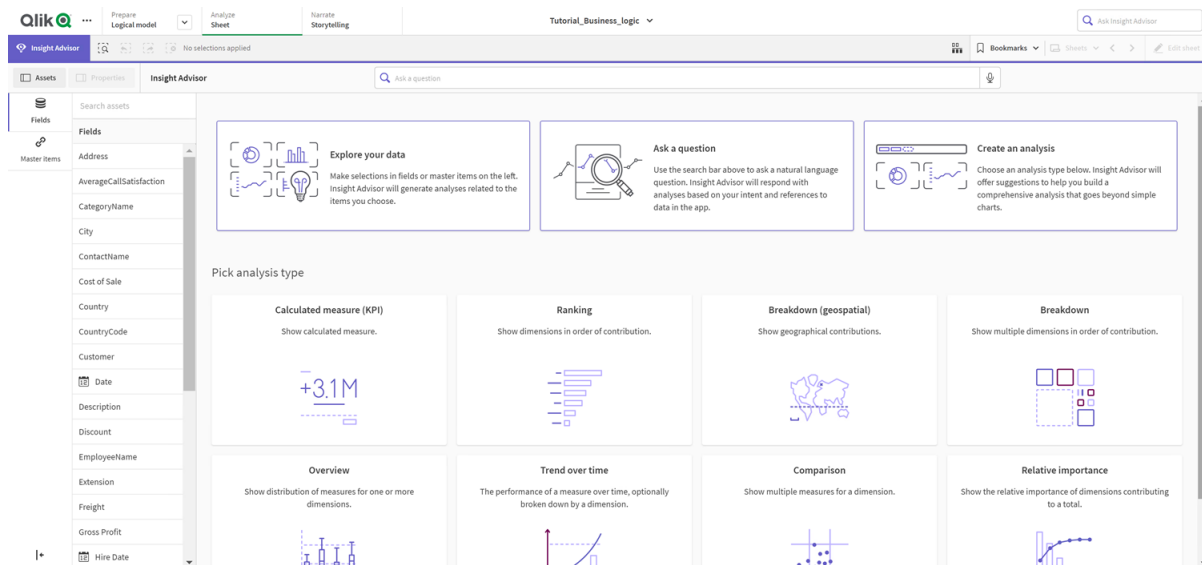 Qlik
Prepare
Logical model
Analyze
Sheet
Narrate
Storytelling
Tutorial_Business_logic
Ask Insight Advisor
Insight Advisor
No selections applied
Bookmarks
Sheets
Edit sheet
Assets
Properties
Insight Advisor
Ask a question
Fields
Master items
Search assets
Fields
Address
AverageCallSatisfaction
CategoryName
City
ContactName
Cost of Sale
Country
CountryCode
Customer
Date
Description
Discount
EmployeeName
Extension
Freight
Gross Profit
Hire Date
Explore your data
Make selections in fields or master items on the left.
Insight Advisor will generate analyses related to the
items you choose.
Ask a question
Use the search bar above to ask a natural language
question. Insight Advisor will respond with
analyses based on your intent and references to
data in the app.
Create an analysis
Choose an analysis type below. Insight Advisor will
offer suggestions to help you build a
comprehensive analysis that goes beyond simple
charts.
Pick analysis type
Calculated measure (KPI)
Show calculated measure.
+3.1M
Ranking
Show dimensions in order of contribution.
Breakdown (geospatial)
Show geographical contributions.
Breakdown
Show multiple dimensions in order of contribution.
Overview
Show distribution of measures for one or more
dimensions.
Trend over time
The performance of a measure over time, optionally
broken down by a dimension.
Comparison
Show multiple measures for a dimension.
Relative importance
Show the relative importance of dimensions contributing
to a total.